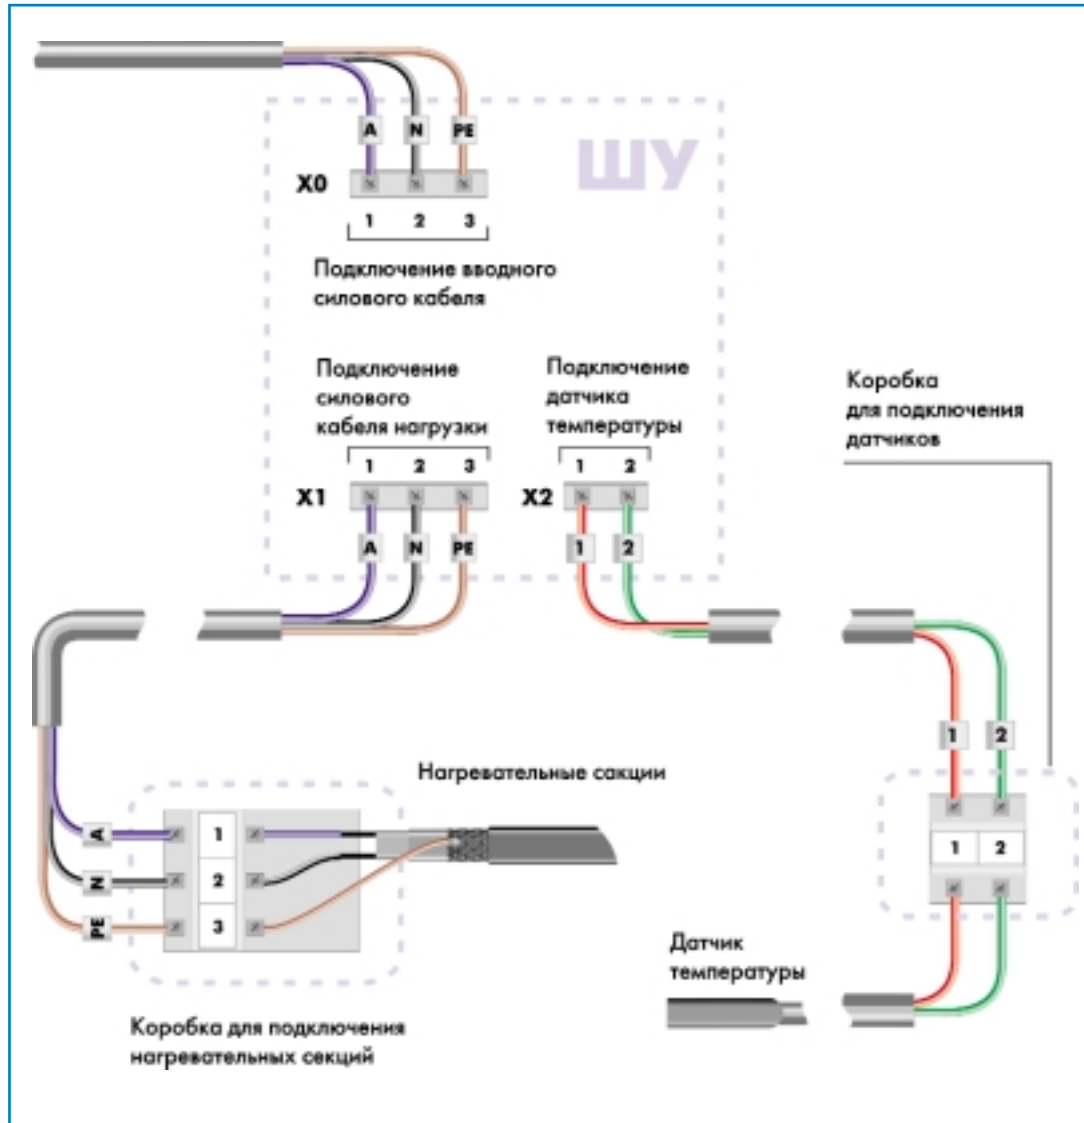 A N PE
ШУ
X0
1 2 3
Подключение вводного
силового кабеля
Подключение
силового
кабеля нагрузки
Подключение
датчика
температуры
Коробка
для подключения
датчиков
1 2 3
1 2
X1
X2
A N PE
1 2
1 2
Нагревательные сакции
A
N
PE
1
2
3
1 2
Датчик
температуры
Коробка для подключения
нагревательных секций